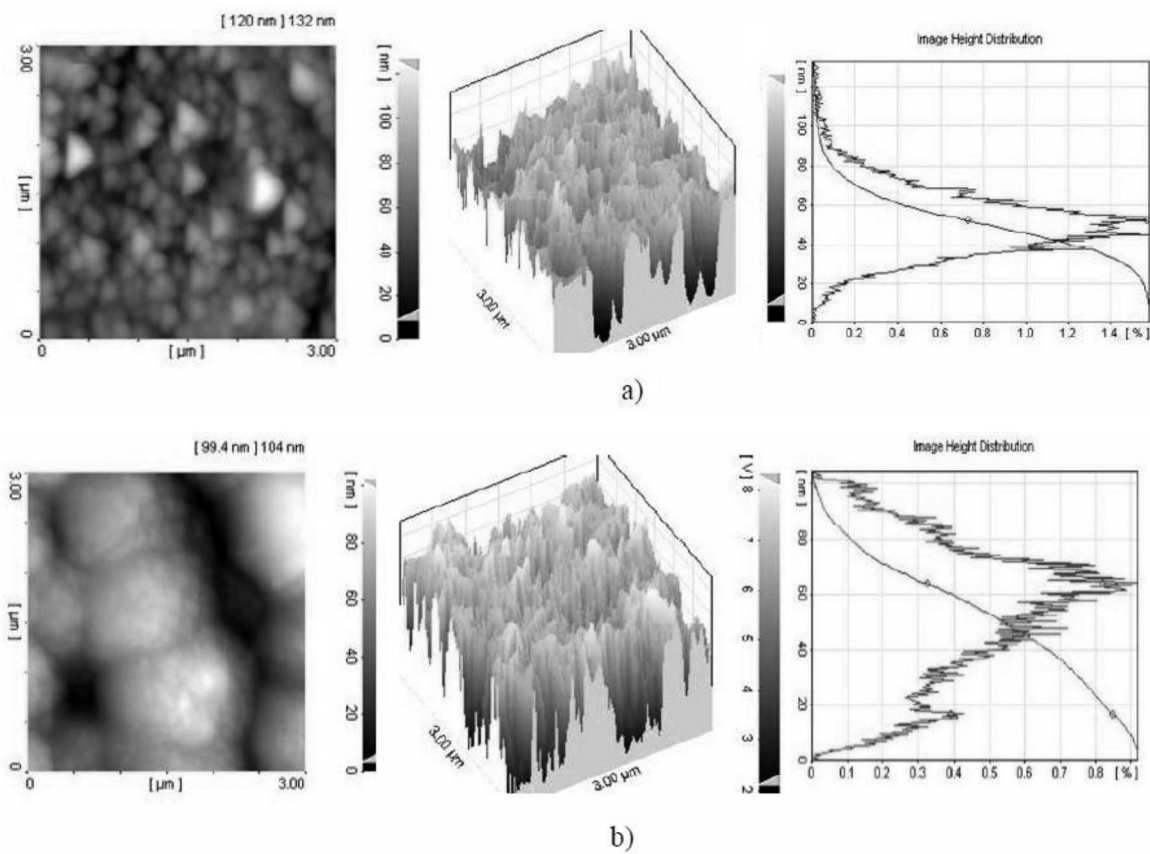 [ 120 nm ] 132 nm
3.00
[ µm ]
0
0 [ µm ] 3.00
[ nm ]
100
80
60
40
20
0
3.00 µm
3.00 µm
Image Height Distribution
[ nm ]
100
80
60
40
20
0
0 0.2 0.4 0.6 0.8 1.0 1.2 1.4 [ % ]
a)
[ 99.4 nm ] 104 nm
3.00
[ µm ]
0
0 [ µm ] 3.00
[ nm ]
80
60
40
20
0
3.00 µm
3.00 µm
[ V ]
8
7
6
5
4
3
2
Image Height Distribution
[ nm ]
80
60
40
20
0
0 0.1 0.2 0.3 0.4 0.5 0.6 0.7 0.8 [ % ]
b)